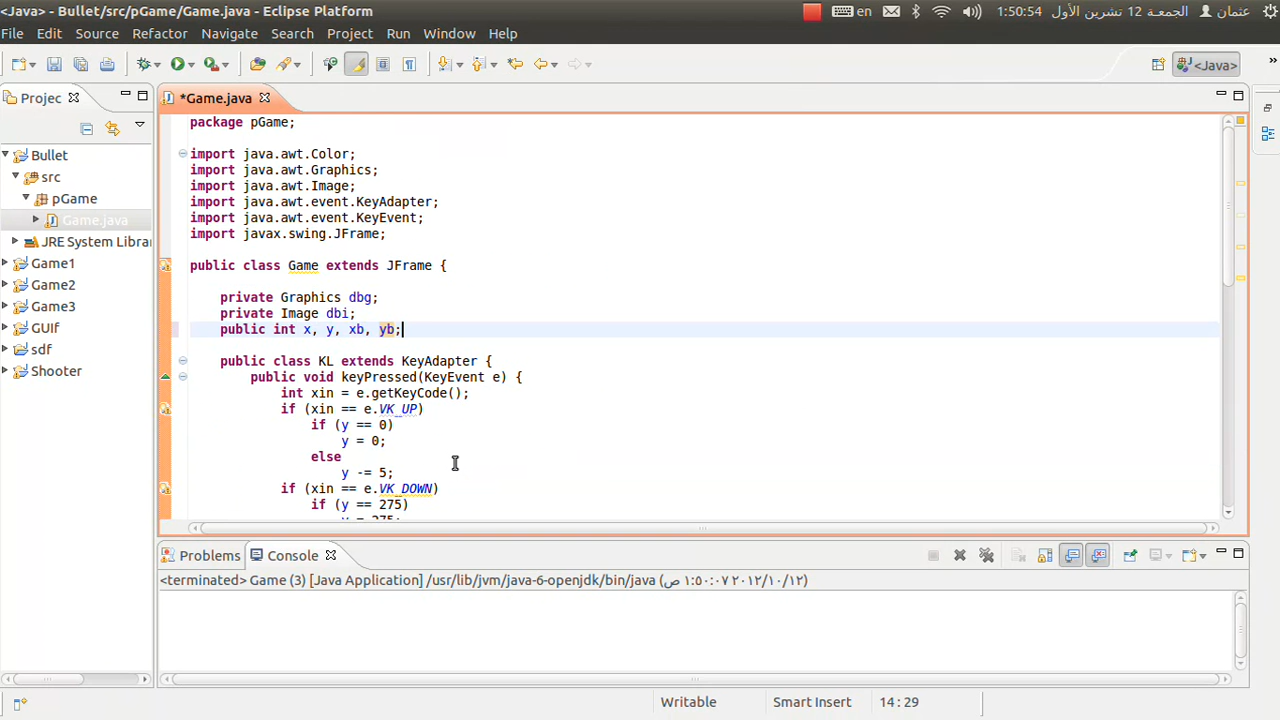 <Java> - Bullet/src/pGame/Game.java - Eclipse Platform
en
1:50:54 الجمعة 12 تشرين الأول
عثمان
File Edit Source Refactor Navigate Search Project Run Window Help
<Java>
Projec
*Game.java
Bullet
src
pGame
Game.java
JRE System Librar
Game1
Game2
Game3
GUIf
sdf
Shooter
package pGame;
import java.awt.Color;
import java.awt.Graphics;
import java.awt.Image;
import java.awt.event.KeyAdapter;
import java.awt.event.KeyEvent;
import javax.swing.JFrame;
public class Game extends JFrame {
private Graphics dbg;
private Image dbi;
public int x, y, xb, yb;
public class KL extends KeyAdapter {
public void keyPressed(KeyEvent e) {
int xin = e.getKeyCode();
if (xin == e.VK_UP)
if (y == 0)
y = 0;
else
y -= 5;
if (xin == e.VK_DOWN)
if (y == 275)
y = 275;
Problems Console
<terminated> Game (3) [Java Application] /usr/lib/jvm/java-6-openjdk/bin/java (٢٠١٢/١٠/١٢ ١:٥٠:٠٧ ص)
Writable Smart Insert 14 : 29